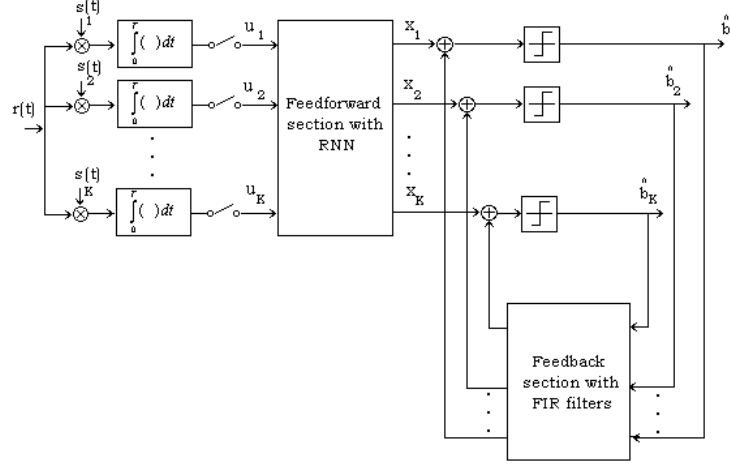 s(t)
1
T
∫( )dt
0
u1
x1
b̂
s(t)
2
T
∫( )dt
0
u2
x2
b̂2
r(t)
Feedforward
section with
RNN
s(t)
K
T
∫( )dt
0
uK
xK
b̂K
Feedback
section with
FIR filters